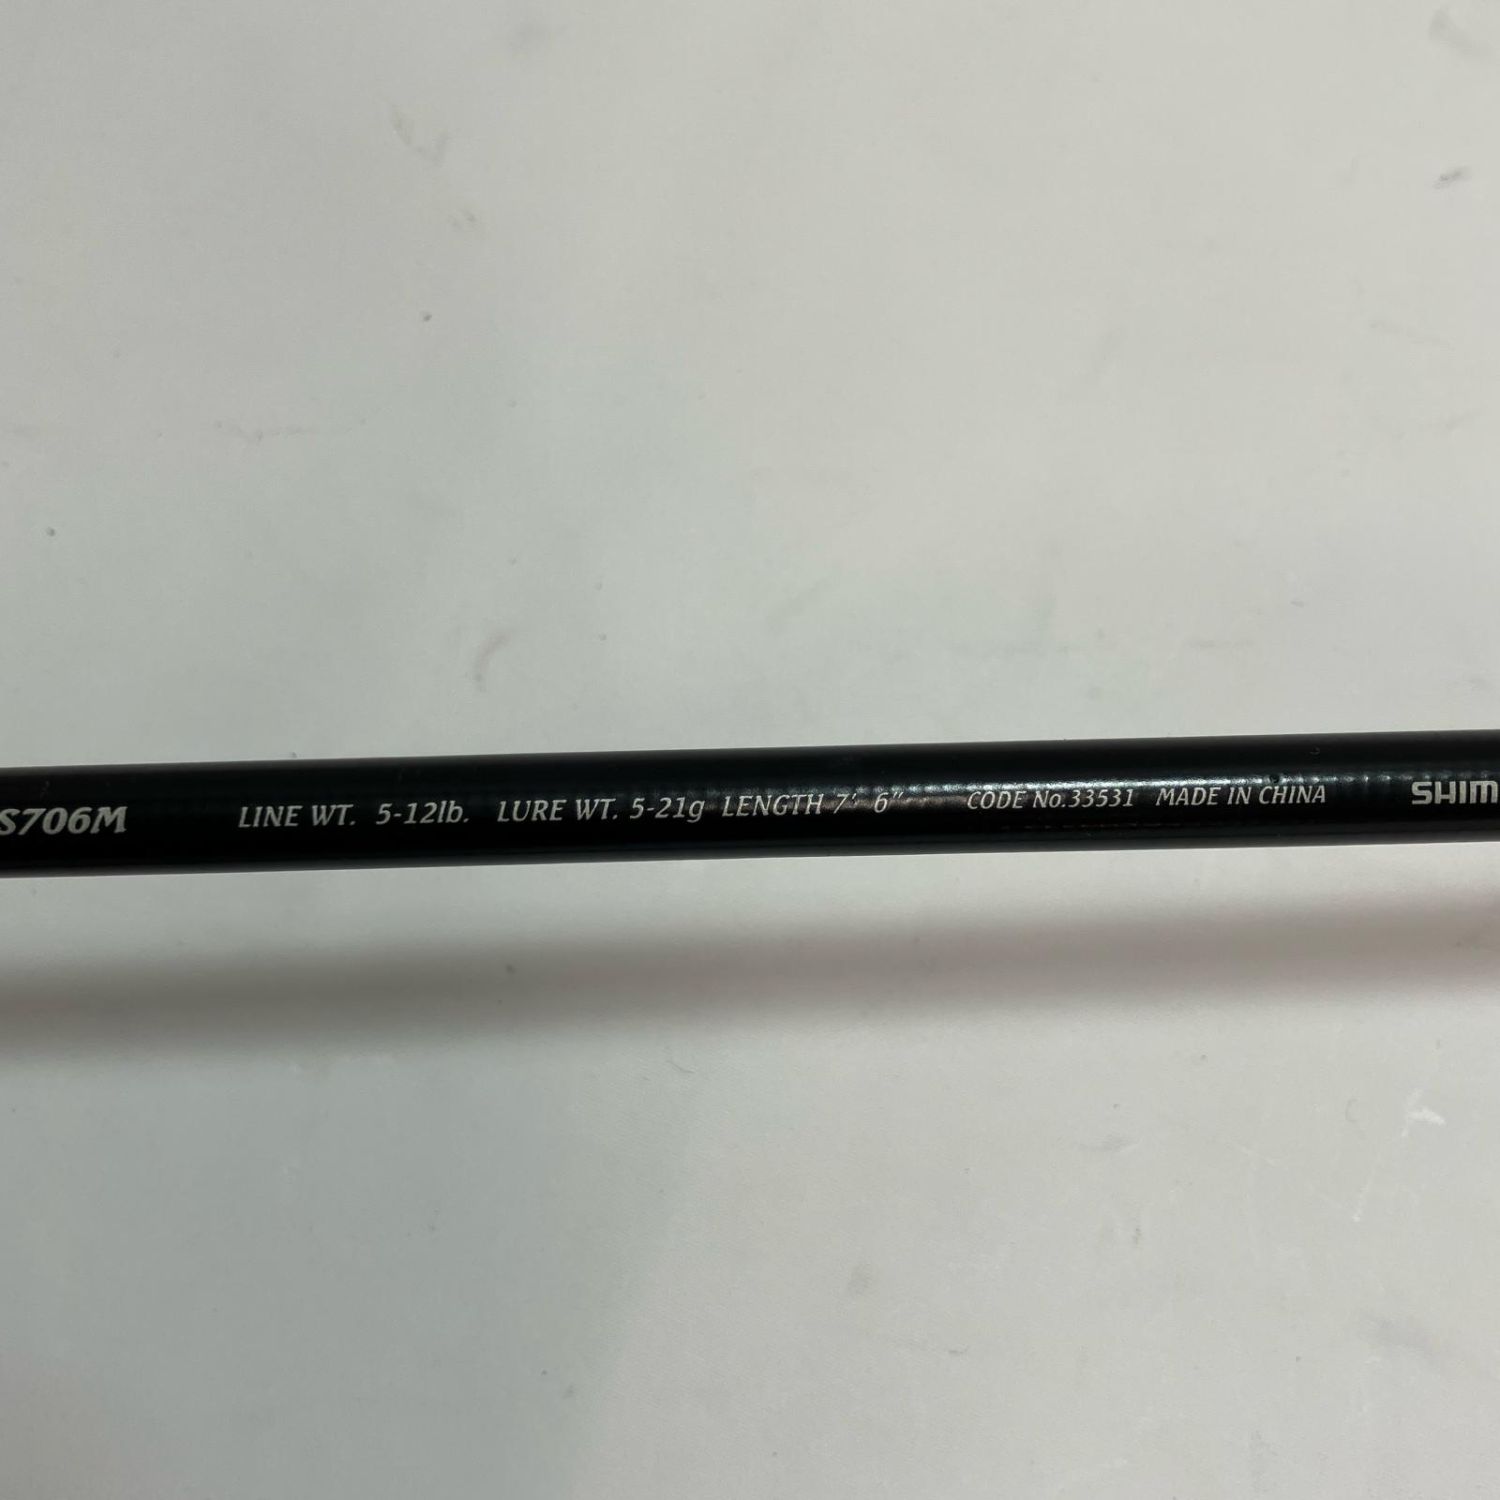 S706M LINE WT. 5-12lb. LURE WT. 5-21g LENGTH 7' 6" CODE No.33531 MADE IN CHINA SHIM